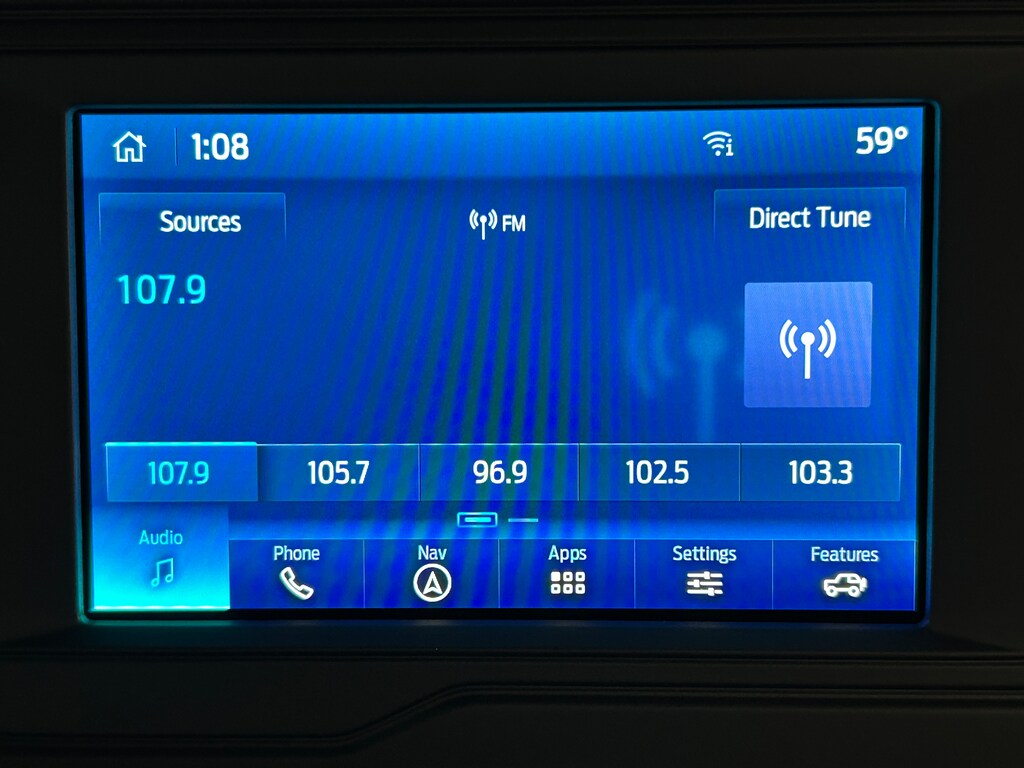 1:08
59°
Sources
FM
Direct Tune
107.9
107.9
105.7
96.9
102.5
103.3
Audio
Phone
Nav
Apps
Settings
Features